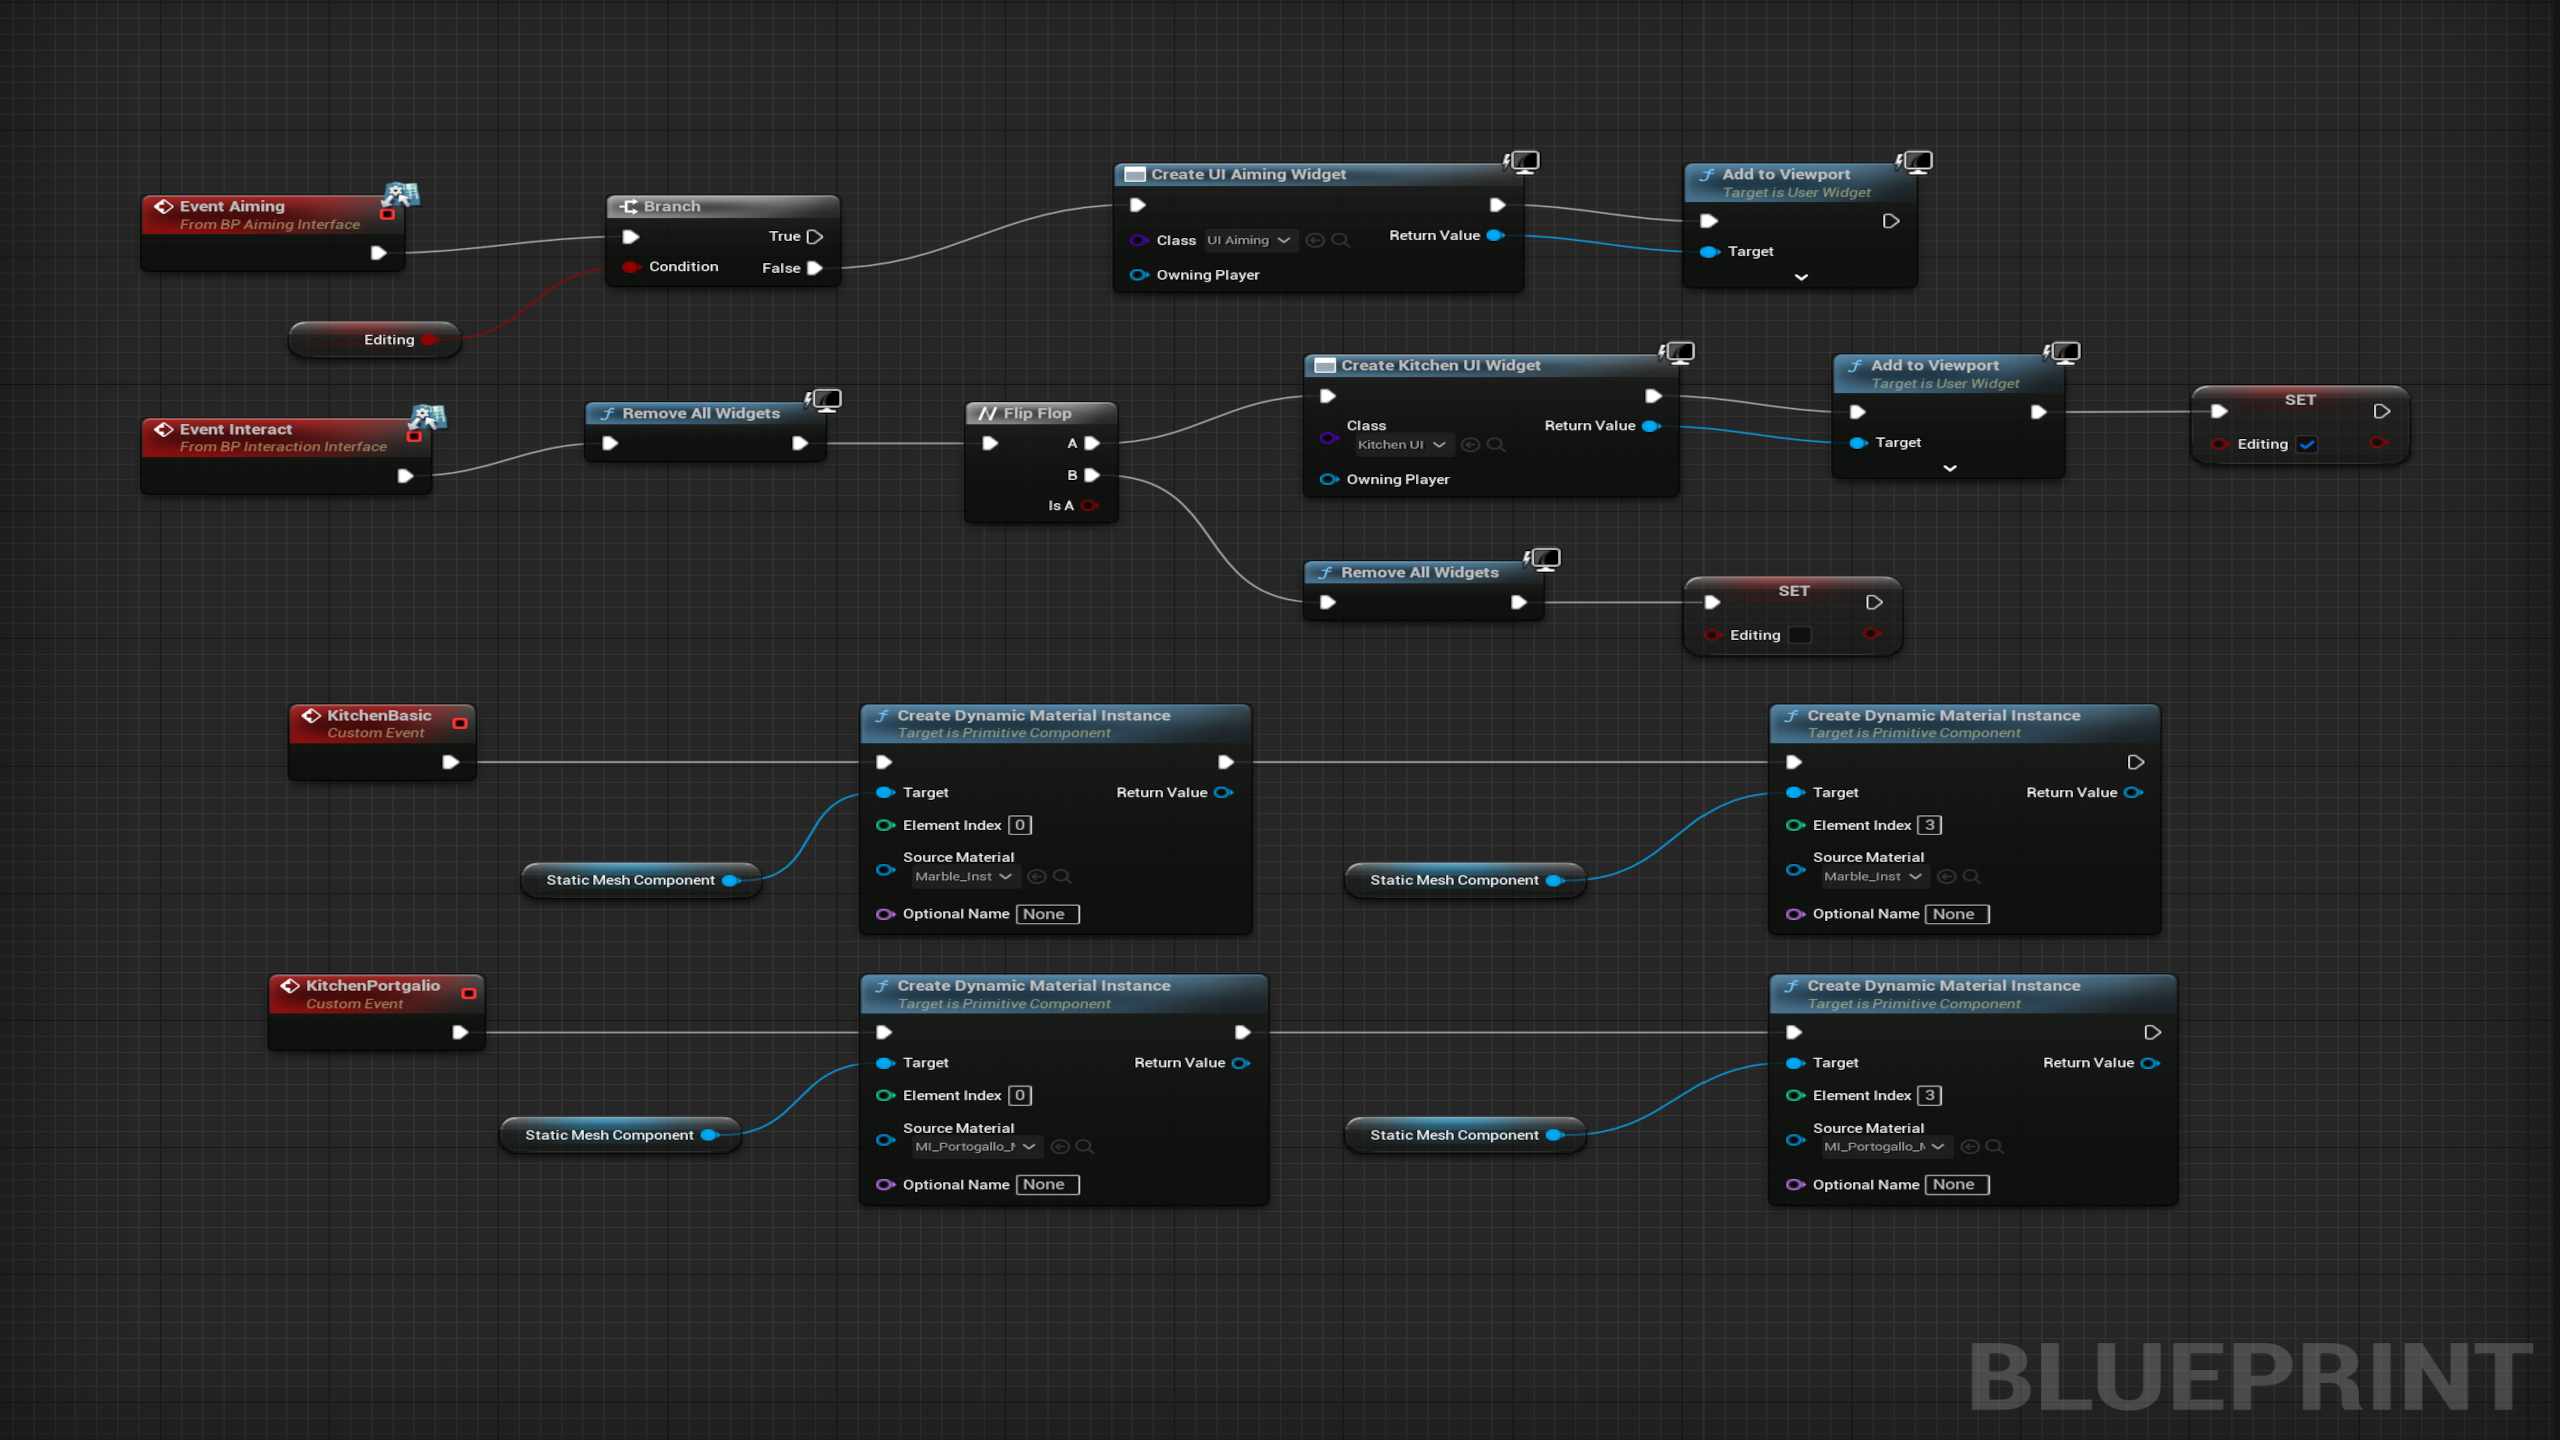 Event Aiming
From BP Aiming Interface
Editing
Branch
True
Condition
False
Create UI Aiming Widget
Class UI Aiming
Return Value
Owning Player
Add to Viewport
Target is User Widget
Target
Event Interact
From BP Interaction Interface
Remove All Widgets
Flip Flop
A
B
Is A
Create Kitchen UI Widget
Class
Kitchen UI
Return Value
Owning Player
Add to Viewport
Target is User Widget
Target
SET
Editing
Remove All Widgets
SET
Editing
KitchenBasic
Custom Event
Static Mesh Component
Create Dynamic Material Instance
Target is Primitive Component
Target
Return Value
Element Index 0
Source Material
Marble_Inst
Optional Name None
Static Mesh Component
Create Dynamic Material Instance
Target is Primitive Component
Target
Return Value
Element Index 3
Source Material
Marble_Inst
Optional Name None
KitchenPortgalio
Custom Event
Static Mesh Component
Create Dynamic Material Instance
Target is Primitive Component
Target
Return Value
Element Index 0
Source Material
Optional Name None
Static Mesh Component
Create Dynamic Material Instance
Target is Primitive Component
Target
Return Value
Element Index 3
Source Material
Optional Name None
BLUEPRINT